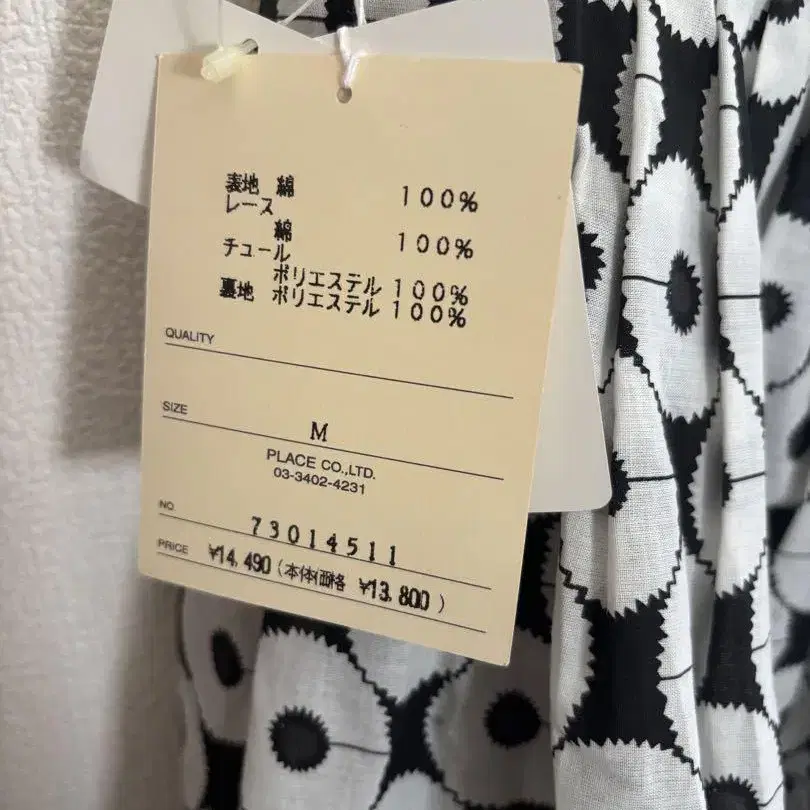 表地 綿 100%
レース
綿 100%
チュール
ポリエステル 100%
裏地 ポリエステル 100%
QUALITY
SIZE
M
PLACE CO.,LTD.
03-3402-4231
NO
73014511
PRICE ¥14,490 (本体価格 ¥13,800)